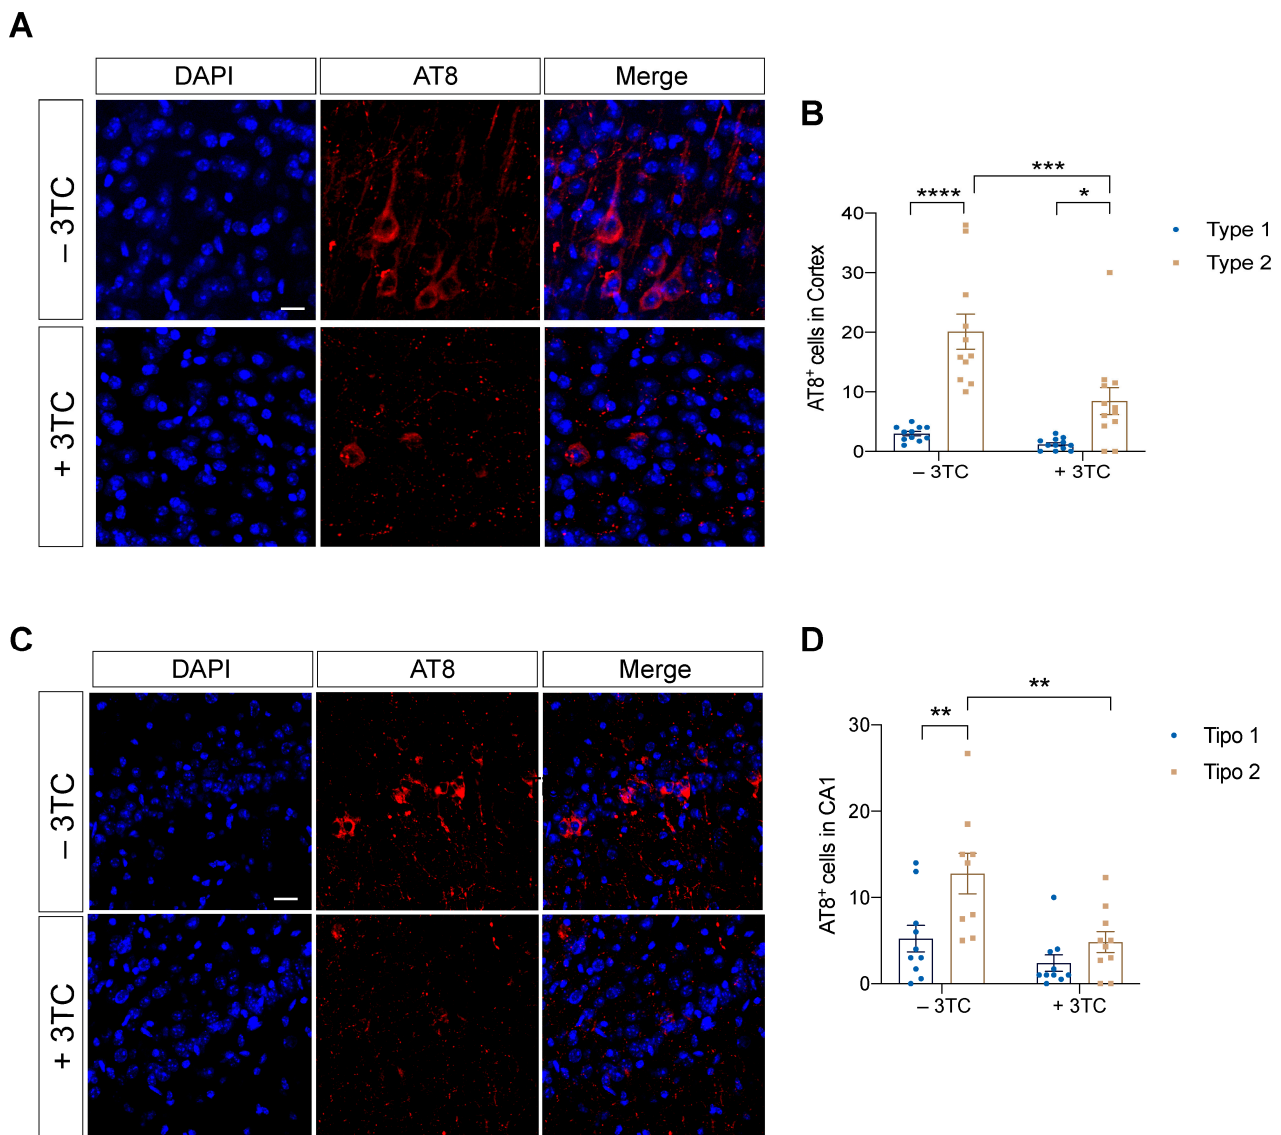 A
DAPI AT8 Merge
– 3TC
+ 3TC
B
*** 
**** *
40
30
20
10
0
AT8+ cells in Cortex
– 3TC + 3TC
Type 1
Type 2
C
DAPI AT8 Merge
– 3TC
+ 3TC
D
**
**
30
20
10
0
AT8+ cells in CA1
– 3TC + 3TC
Tipo 1
Tipo 2